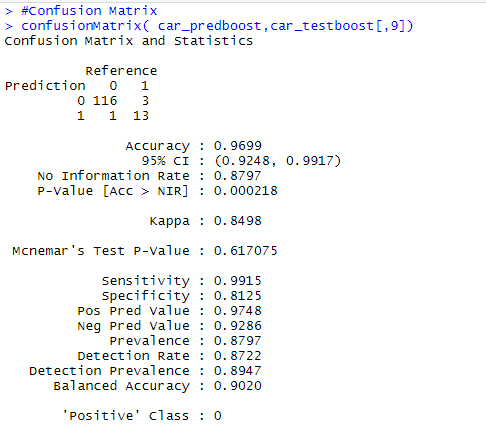 > #Confusion Matrix
> confusionMatrix( car_predboost,car_testboost[,9])
Confusion Matrix and Statistics
Reference
Prediction 0 1
0 116 3
1 1 13
Accuracy : 0.9699
95% CI : (0.9248, 0.9917)
No Information Rate : 0.8797
P-Value [Acc > NIR] : 0.000218
Kappa : 0.8498
Mcnemar's Test P-Value : 0.617075
Sensitivity : 0.9915
Specificity : 0.8125
Pos Pred Value : 0.9748
Neg Pred Value : 0.9286
Prevalence : 0.8797
Detection Rate : 0.8722
Detection Prevalence : 0.8947
Balanced Accuracy : 0.9020
'Positive' Class : 0